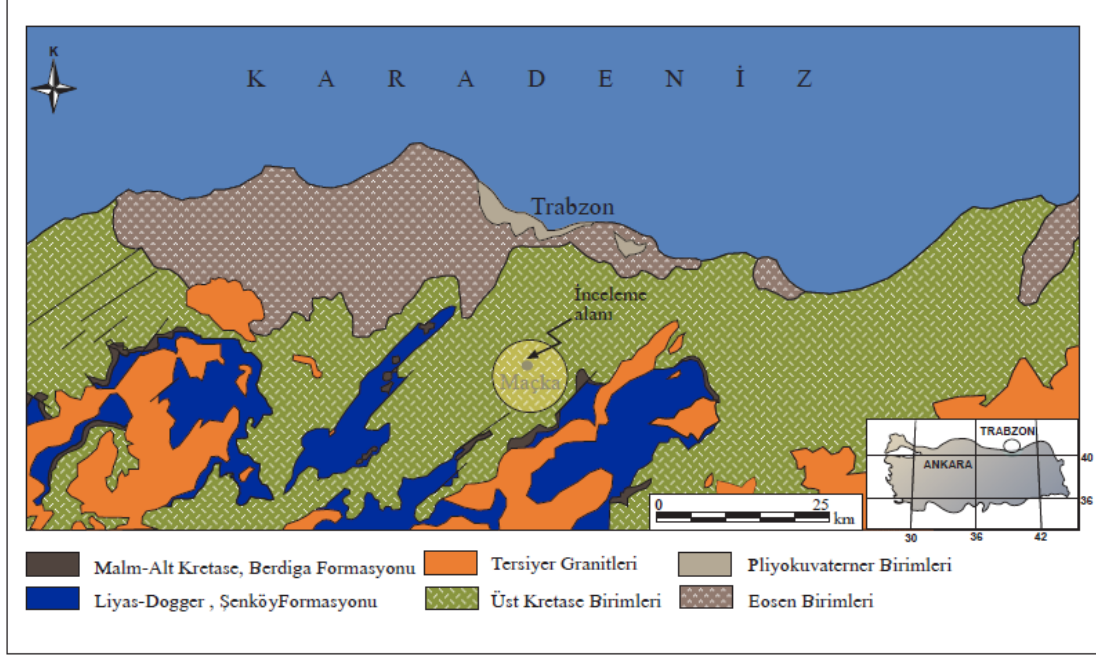 K
K A R A D E N İ Z
Trabzon
İnceleme
alanı
Maçka
TRABZON
ANKARA
40
36
30 36 42
0 25
km
Malm-Alt Kretase, Berdiga Formasyonu
Tersiyer Granitleri
Pliyokuvaterner Birimleri
Liyas-Dogger , ŞenköyFormasyonu
Üst Kretase Birimleri
Eosen Birimleri